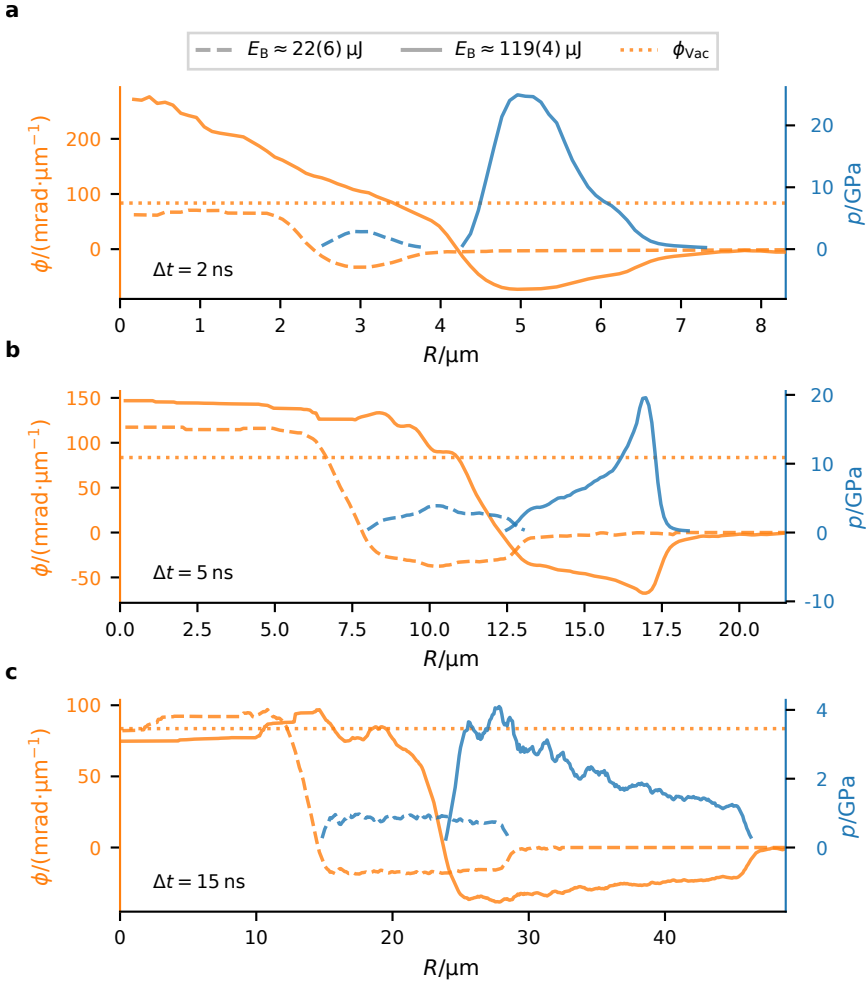 a
E_B ≈ 22(6) µJ   E_B ≈ 119(4) µJ   ϕ_Vac
ϕ/(mrad·µm⁻¹)
200
100
0
20
10
0
p/GPa
Δt = 2 ns
0 1 2 3 4 5 6 7 8
R/µm
b
ϕ/(mrad·µm⁻¹)
150
100
50
0
-50
20
10
0
-10
p/GPa
Δt = 5 ns
0.0 2.5 5.0 7.5 10.0 12.5 15.0 17.5 20.0
R/µm
c
ϕ/(mrad·µm⁻¹)
100
50
0
4
2
0
p/GPa
Δt = 15 ns
0 10 20 30 40
R/µm